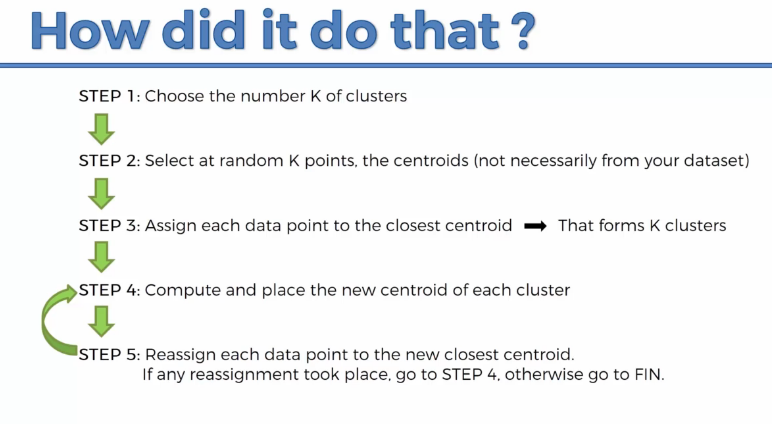 How did it do that ?
STEP 1: Choose the number K of clusters
STEP 2: Select at random K points, the centroids (not necessarily from your dataset)
STEP 3: Assign each data point to the closest centroid ➡ That forms K clusters
STEP 4: Compute and place the new centroid of each cluster
STEP 5: Reassign each data point to the new closest centroid.
If any reassignment took place, go to STEP 4, otherwise go to FIN.